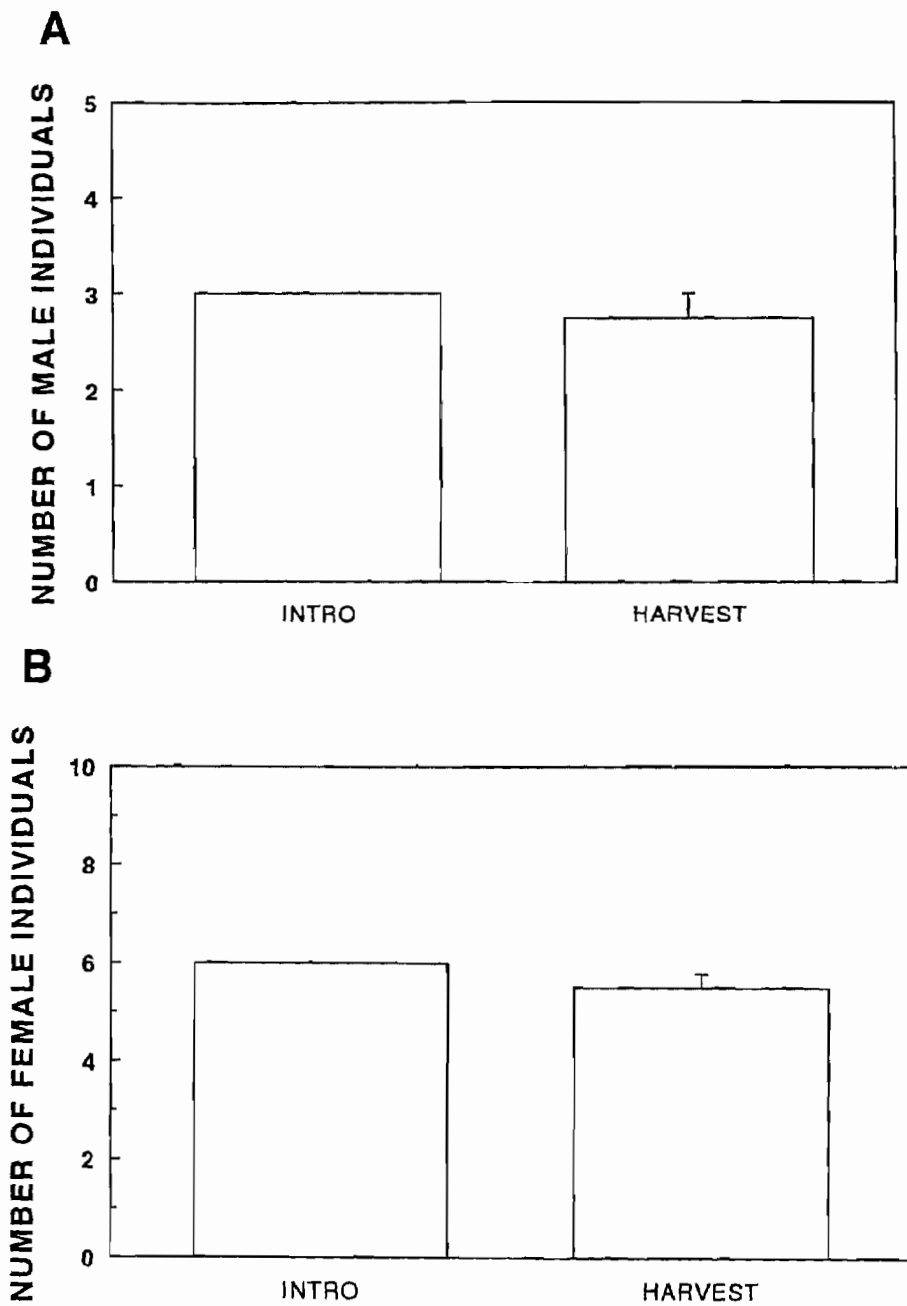 A
NUMBER OF MALE INDIVIDUALS
5
4
3
2
1
0
INTRO HARVEST
B
NUMBER OF FEMALE INDIVIDUALS
10
8
6
4
2
0
INTRO HARVEST